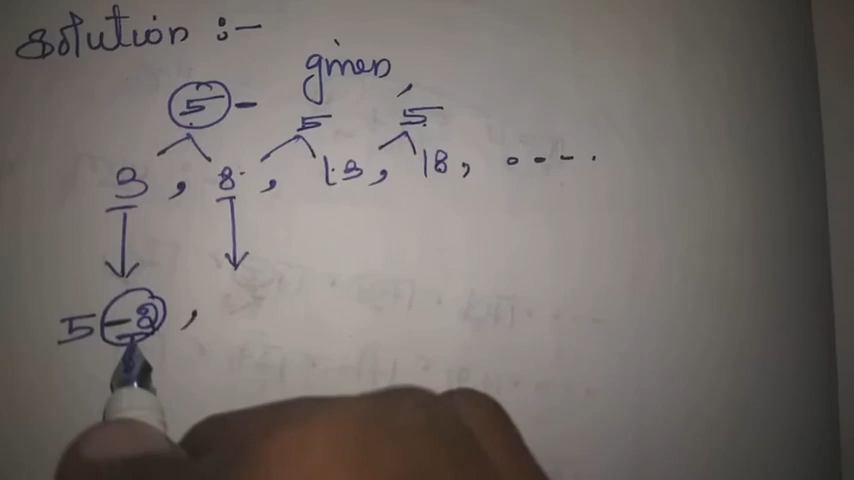 Solution :-
given,
5 - 5 5
3, 8, 13, 18, ----.
5-2,